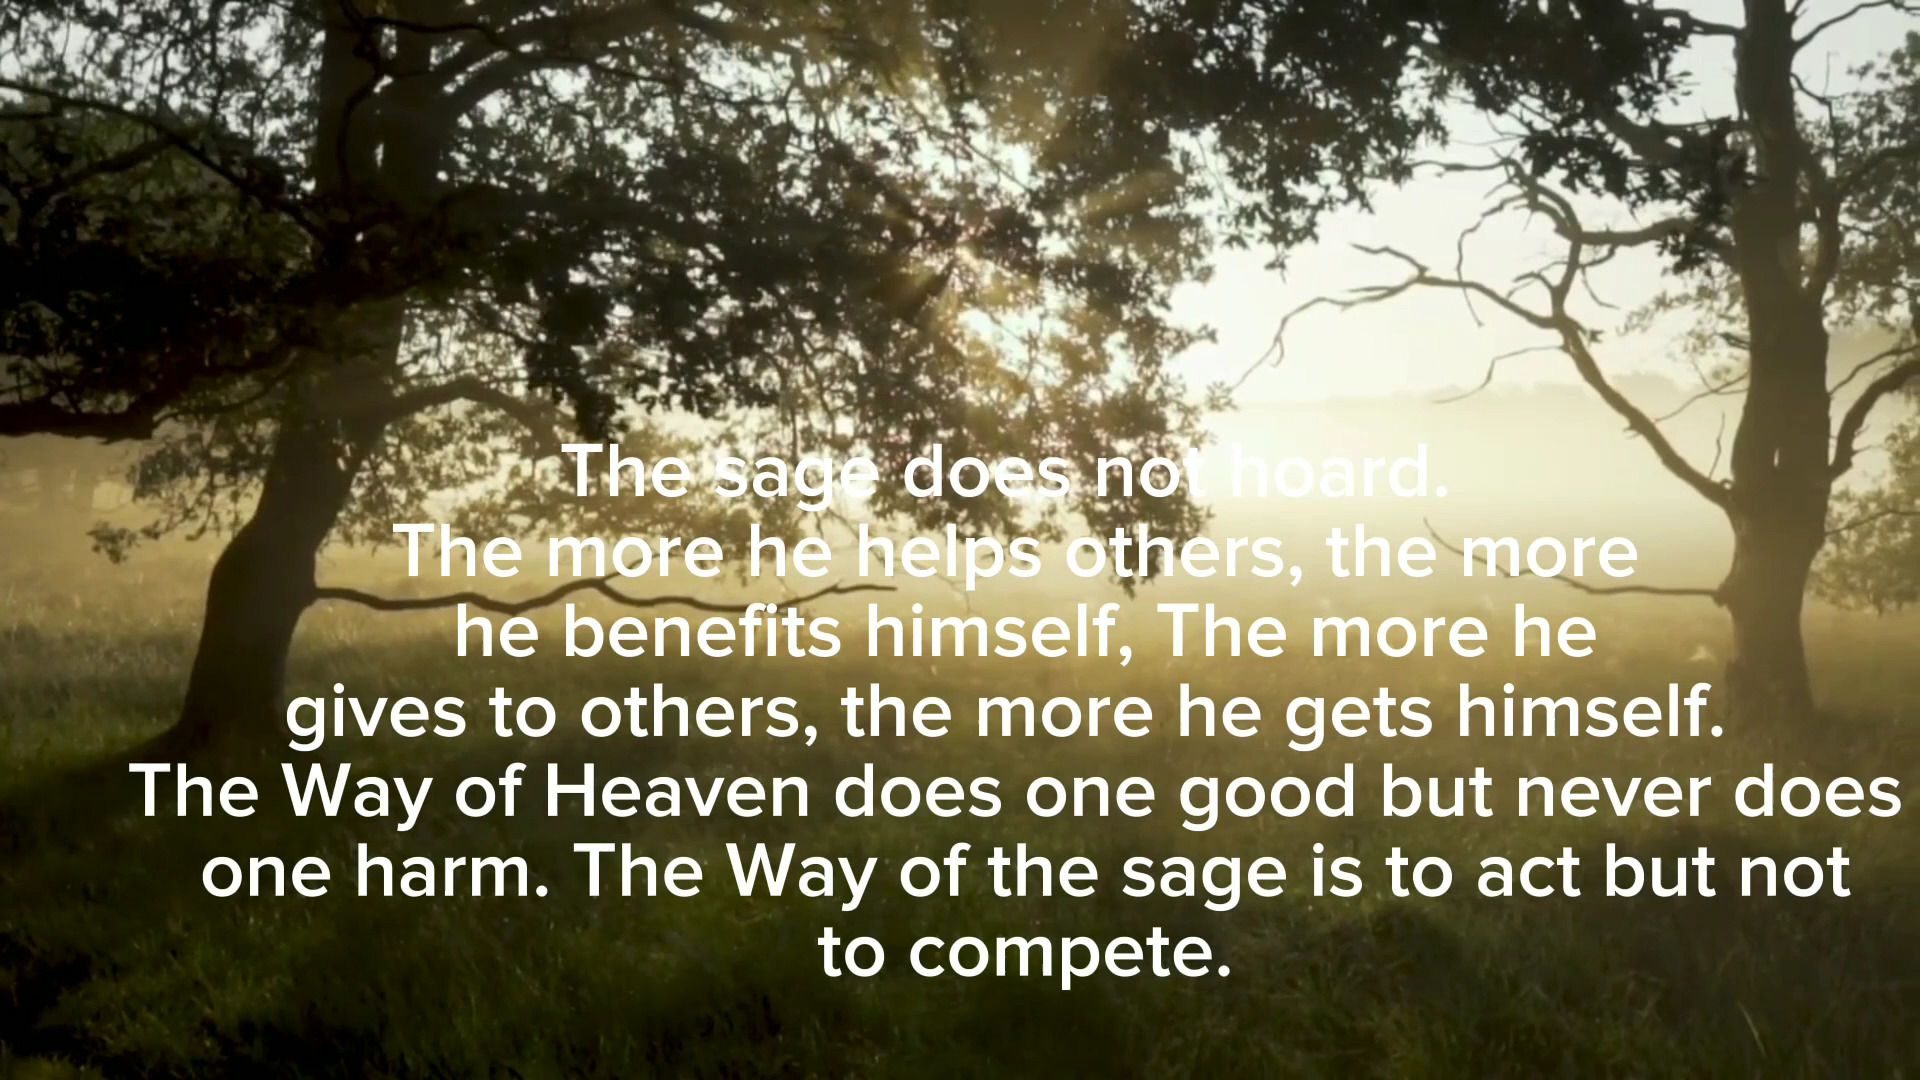 The sage does not hoard.
The more he helps others, the more
he benefits himself, The more he
gives to others, the more he gets himself.
The Way of Heaven does one good but never does
one harm. The Way of the sage is to act but not
to compete.